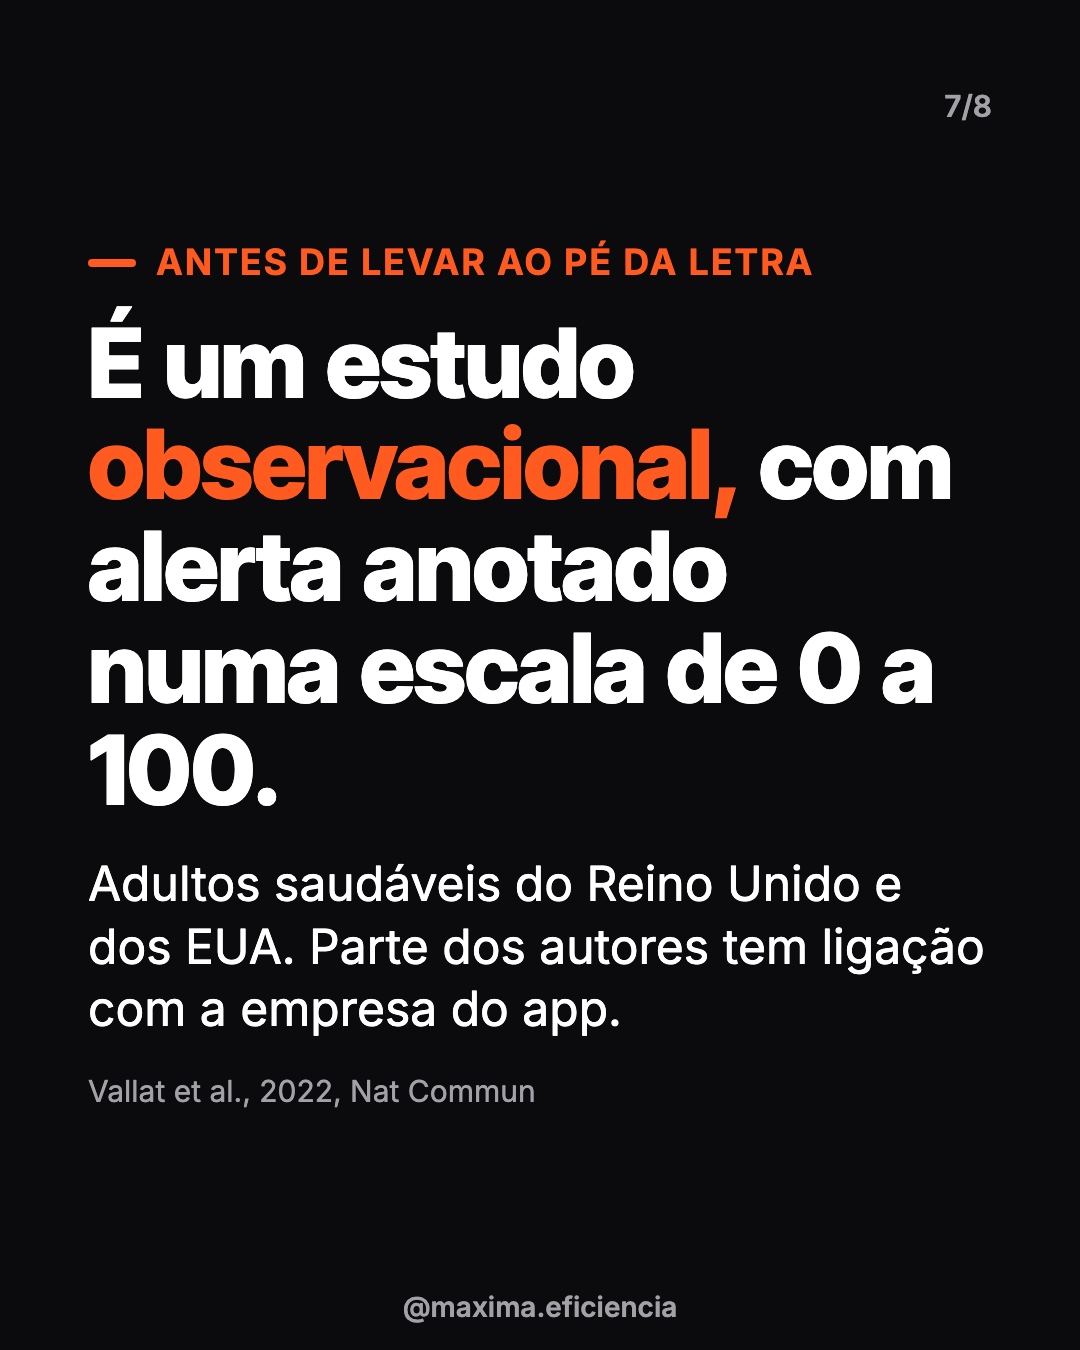 7/8
ANTES DE LEVAR AO PÉ DA LETRA
É um estudo
observacional, com
alerta anotado
numa escala de 0 a
100.
Adultos saudáveis do Reino Unido e
dos EUA. Parte dos autores tem ligação
com a empresa do app.
Vallat et al., 2022, Nat Commun
@maxima.eficiencia